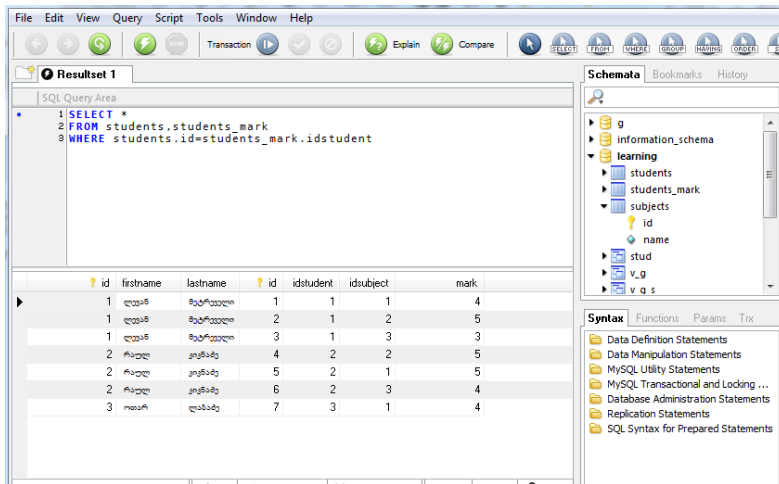 File Edit View Query Script Tools Window Help
STOP Transaction Explain Compare SELECT FROM WHERE GROUP HAVING ORDER
Resultset 1
SQL Query Area
1 SELECT *
2 FROM students,students_mark
3 WHERE students.id=students_mark.idstudent
id firstname lastname id idstudent idsubject mark
1 ლევან მეტრეველი 1 1 1 4
1 ლევან მეტრეველი 2 1 2 5
1 ლევან მეტრეველი 3 1 3 3
2 რაულ კიკნაძე 4 2 2 5
2 რაულ კიკნაძე 5 2 1 5
2 რაულ კიკნაძე 6 2 3 4
3 ოთარ ლაბაძე 7 3 1 4
Schemata Bookmarks History
g
information_schema
learning
students
students_mark
subjects
id
name
stud
v_g
v_g_s
Syntax Functions Params Trx
Data Definition Statements
Data Manipulation Statements
MySQL Utility Statements
MySQL Transactional and Locking ...
Database Administration Statements
Replication Statements
SQL Syntax for Prepared Statements